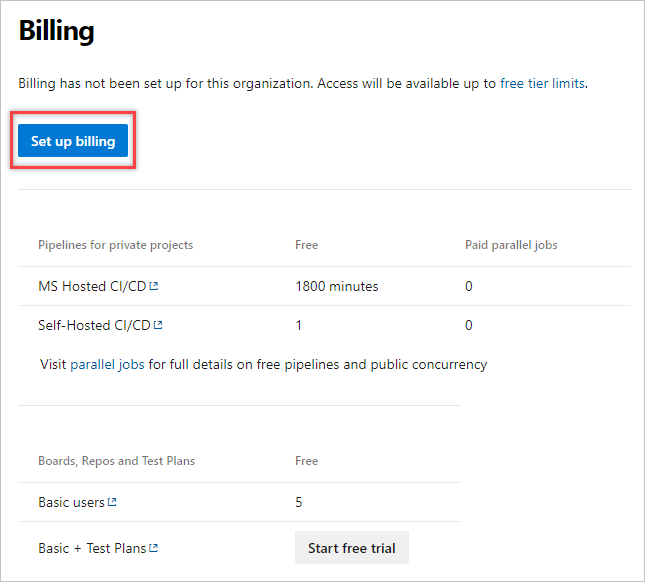 Billing
Billing has not been set up for this organization. Access will be available up to free tier limits.
Set up billing
Pipelines for private projects Free Paid parallel jobs
MS Hosted CI/CD 1800 minutes 0
Self-Hosted CI/CD 1 0
Visit parallel jobs for full details on free pipelines and public concurrency
Boards, Repos and Test Plans Free
Basic users 5
Basic + Test Plans Start free trial